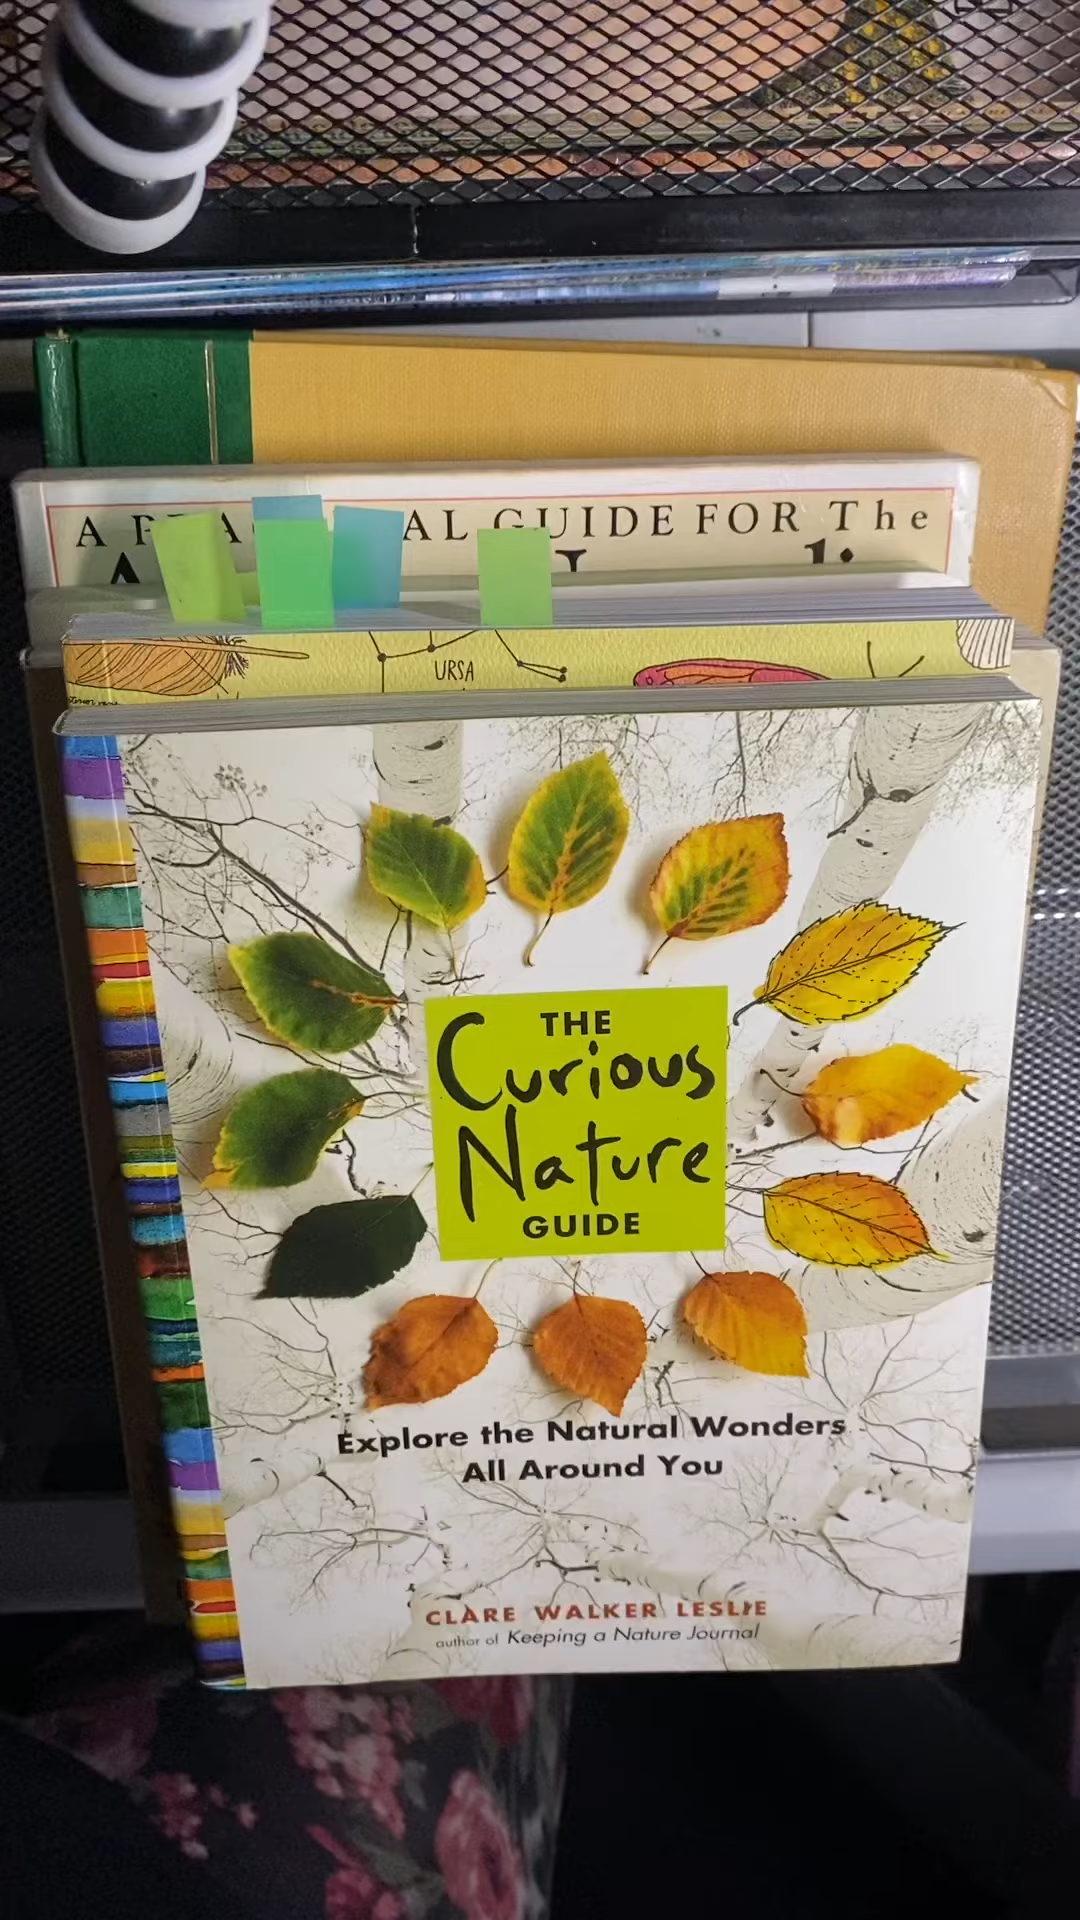 A GUIDE FOR The
URSA
THE
Curious
Nature
GUIDE
Explore the Natural Wonders
All Around You
CLARE WALKER LESLIE
author of Keeping a Nature Journal